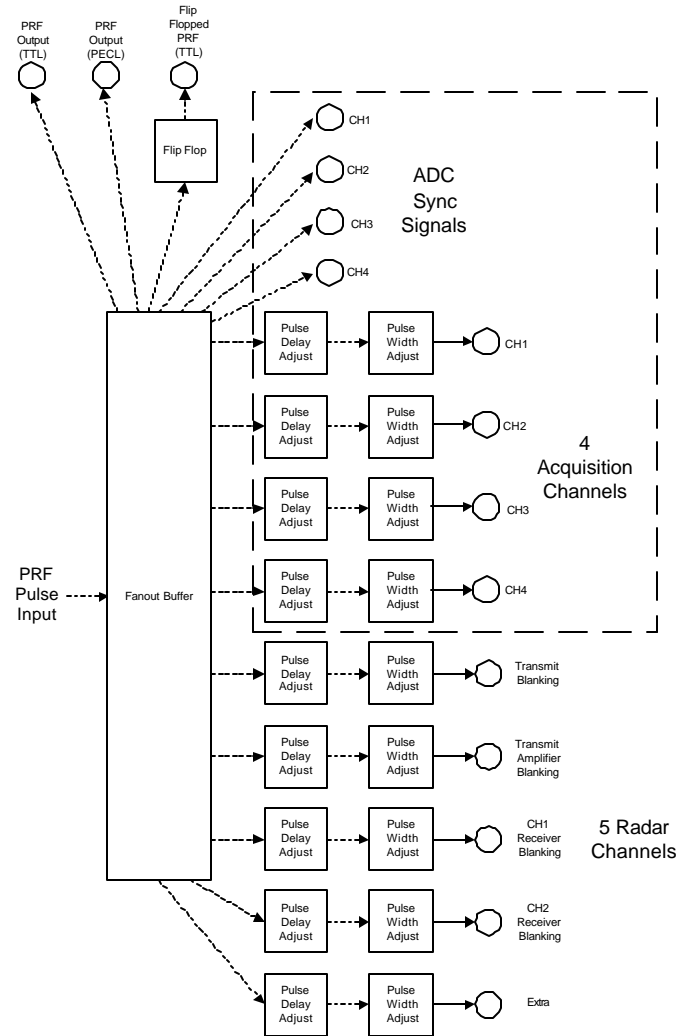 PRF
Output
(TTL)
PRF
Output
(PECL)
Flip
Flopped
PRF
(TTL)
Flip Flop
CH1
CH2
CH3
CH4
ADC
Sync
Signals
Pulse
Delay
Adjust
Pulse
Width
Adjust
CH1
Pulse
Delay
Adjust
Pulse
Width
Adjust
CH2
4
Acquisition
Channels
Pulse
Delay
Adjust
Pulse
Width
Adjust
CH3
PRF
Pulse
Input
Fanout Buffer
Pulse
Delay
Adjust
Pulse
Width
Adjust
CH4
Pulse
Delay
Adjust
Pulse
Width
Adjust
Transmit
Blanking
Pulse
Delay
Adjust
Pulse
Width
Adjust
Transmit
Amplifier
Blanking
Pulse
Delay
Adjust
Pulse
Width
Adjust
CH1
Receiver
Blanking
5 Radar
Channels
Pulse
Delay
Adjust
Pulse
Width
Adjust
CH2
Receiver
Blanking
Pulse
Delay
Adjust
Pulse
Width
Adjust
Extra